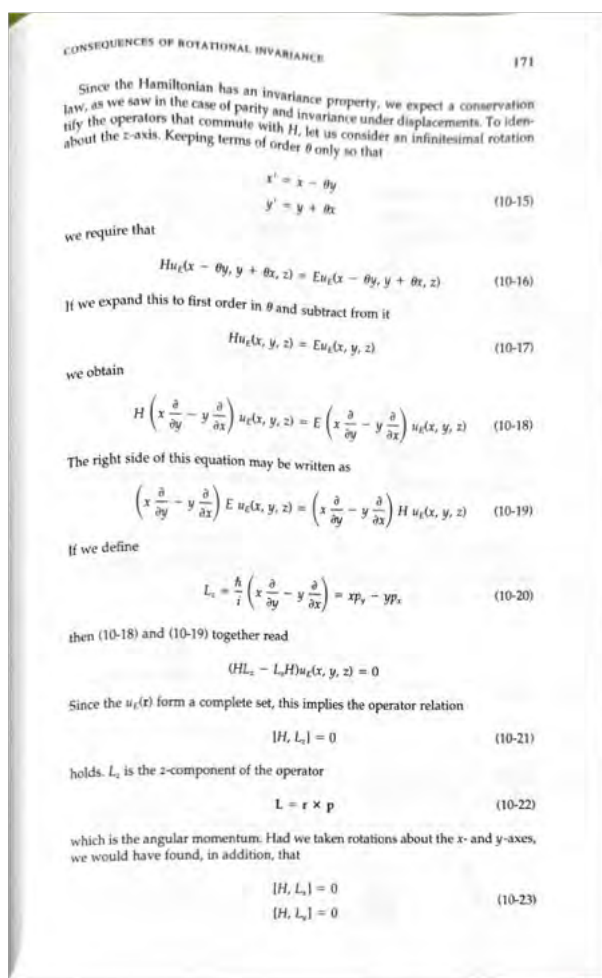 CONSEQUENCES OF ROTATIONAL INVARIANCE
171
Since the Hamiltonian has an invariance property, we expect a conservation
law, as we saw in the case of parity and invariance under displacements. To iden-
tify the operators that commute with H, let us consider an infinitesimal rotation
about the z-axis. Keeping terms of order θ only so that
x' = x − θy
y' = y + θx (10-15)
we require that
Hu_E(x − θy, y + θx, z) = Eu_E(x − θy, y + θx, z) (10-16)
If we expand this to first order in θ and subtract from it
Hu_E(x, y, z) = Eu_E(x, y, z) (10-17)
we obtain
H (x ∂/∂y − y ∂/∂x) u_E(x, y, z) = E (x ∂/∂y − y ∂/∂x) u_E(x, y, z) (10-18)
The right side of this equation may be written as
(x ∂/∂y − y ∂/∂x) E u_E(x, y, z) = (x ∂/∂y − y ∂/∂x) H u_E(x, y, z) (10-19)
If we define
L_z = ℏ/i (x ∂/∂y − y ∂/∂x) = xp_y − yp_x (10-20)
then (10-18) and (10-19) together read
(HL_z − L_zH)u_E(x, y, z) = 0
Since the u_E(r) form a complete set, this implies the operator relation
[H, L_z] = 0 (10-21)
holds. L_z is the z-component of the operator
L = r × p (10-22)
which is the angular momentum. Had we taken rotations about the x- and y-axes,
we would have found, in addition, that
[H, L_x] = 0
[H, L_y] = 0 (10-23)